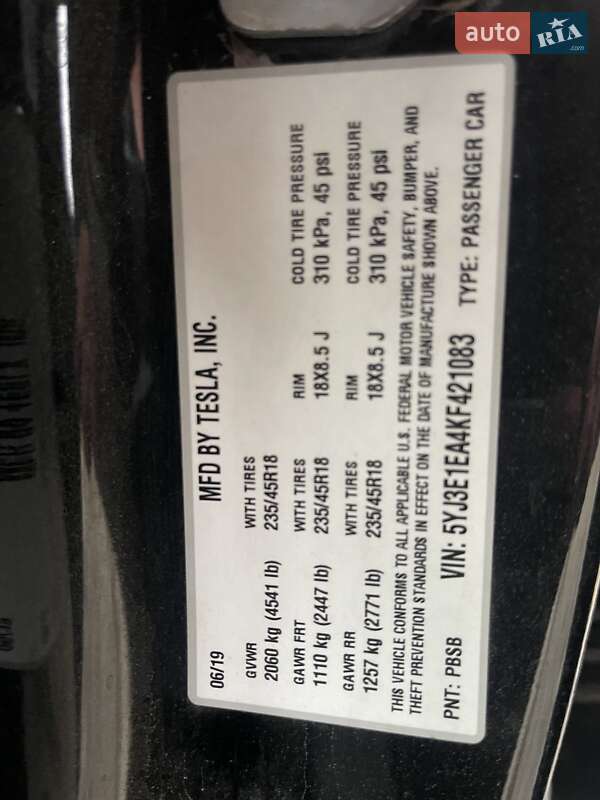 auto RIA .com
06/19 MFD BY TESLA, INC.
GVWR WITH TIRES
2060 kg (4541 lb) 235/45R18
GAWR FRT WITH TIRES RIM COLD TIRE PRESSURE
1110 kg (2447 lb) 235/45R18 18X8.5 J 310 kPa, 45 psi
GAWR RR WITH TIRES RIM COLD TIRE PRESSURE
1257 kg (2771 lb) 235/45R18 18X8.5 J 310 kPa, 45 psi
THIS VEHICLE CONFORMS TO ALL APPLICABLE U.S. FEDERAL MOTOR VEHICLE SAFETY, BUMPER, AND
THEFT PREVENTION STANDARDS IN EFFECT ON THE DATE OF MANUFACTURE SHOWN ABOVE.
PNT: PBSB VIN: 5YJ3E1EA4KF421083 TYPE: PASSENGER CAR